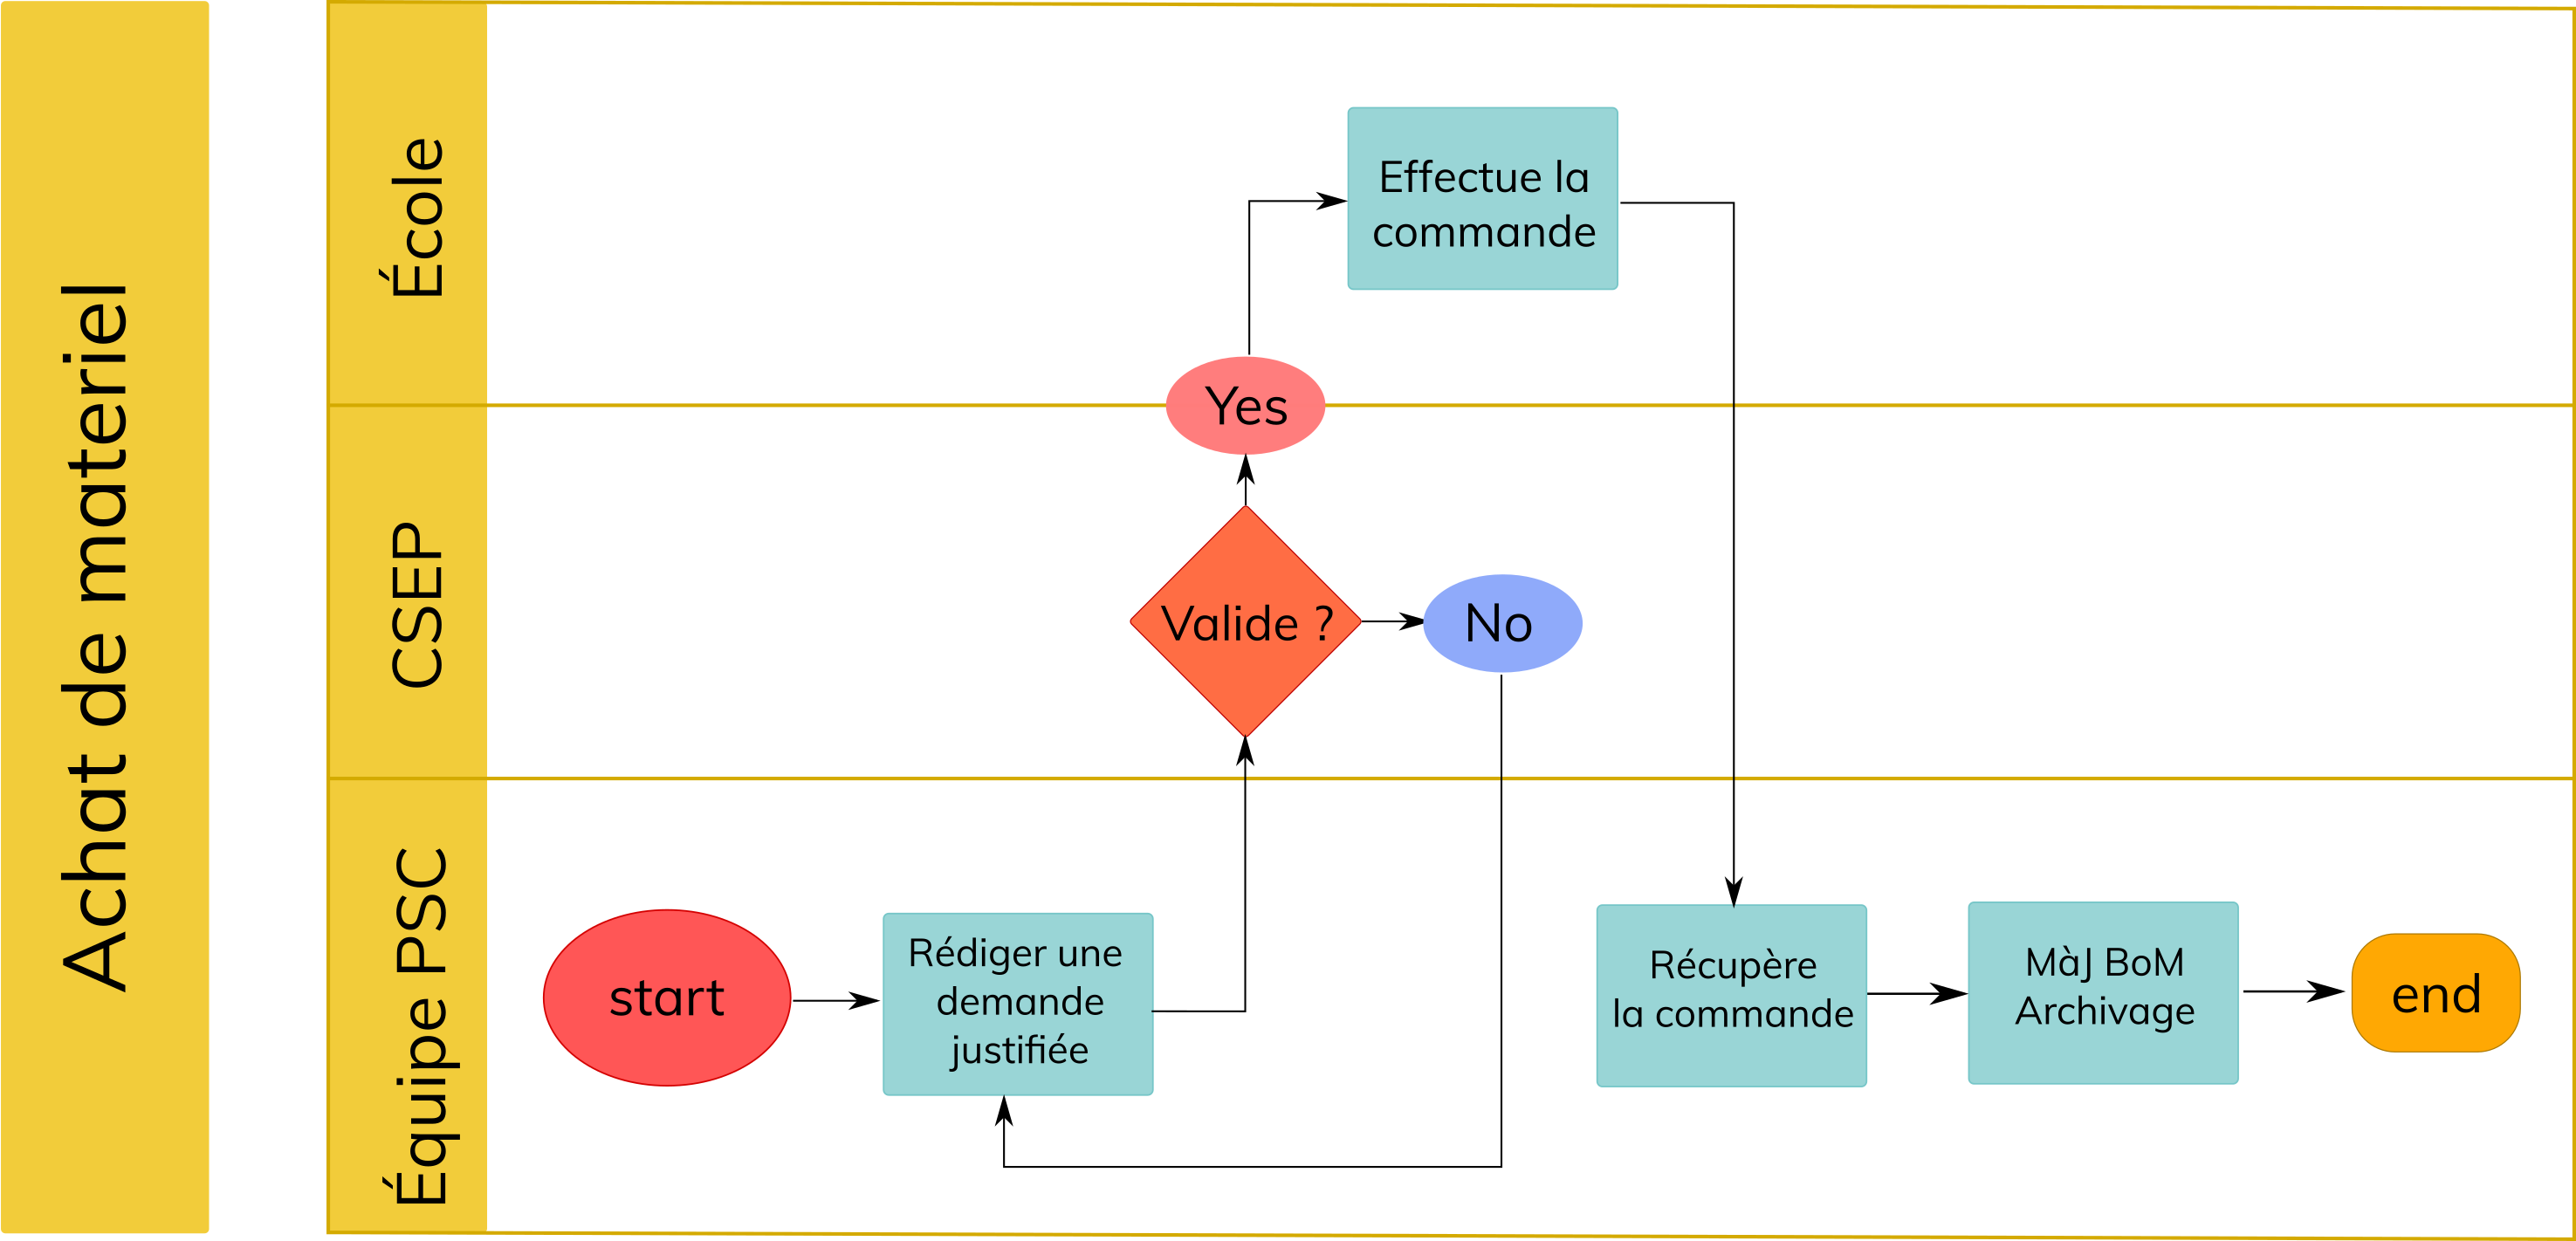 Achat de materiel
École
Effectue la
commande
Yes
CSEP
Valide ?
No
Équipe PSC
start
Rédiger une
demande
justifiée
Récupère
la commande
MàJ BoM
Archivage
end